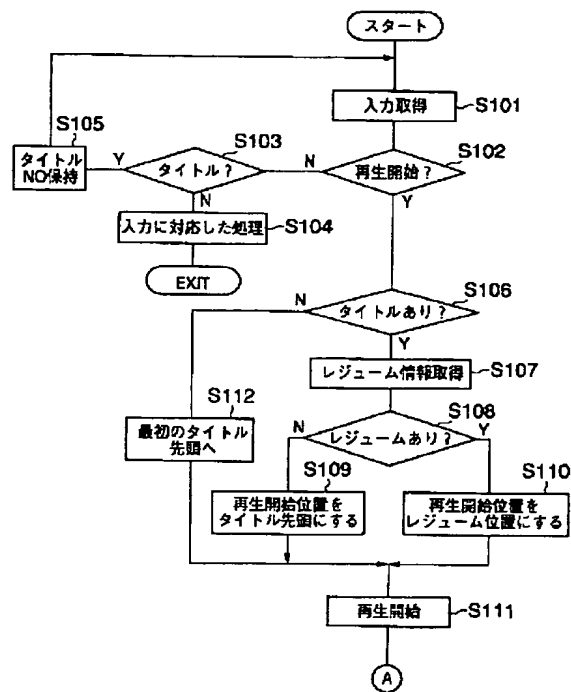 スタート
入力取得
S101
S105
S103
S102
タイトル
NO保持
Y
タイトル？
N
再生開始？
N
Y
入力に対応した処理
S104
EXIT
S106
N
タイトルあり？
Y
レジューム情報取得
S107
S112
S108
最初のタイトル
先頭へ
N
レジュームあり？
Y
S109
S110
再生開始位置を
タイトル先頭にする
再生開始位置を
レジューム位置にする
再生開始
S111
A